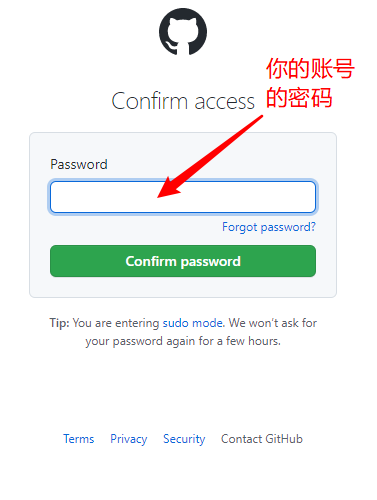 你的账号
的密码
Confirm access
Password
Forgot password?
Confirm password
Tip: You are entering sudo mode. We won't ask for
your password again for a few hours.
Terms Privacy Security Contact GitHub